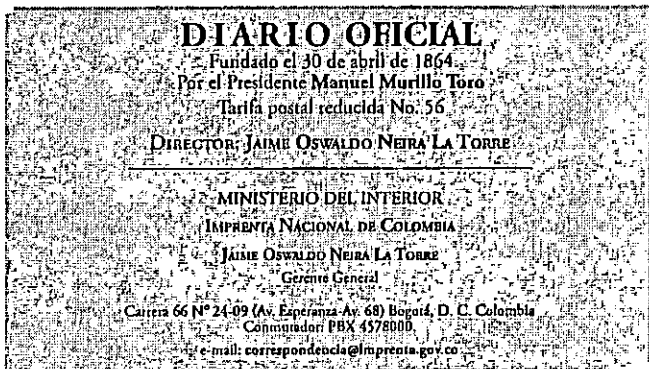 DIARIO OFICIAL
Fundado el 30 de abril de 1864
Por el Presidente Manuel Murillo Toro
Tarifa postal reducida No. 56
DIRECTOR: JAIME OSWALDO NEIRA LA TORRE
MINISTERIO DEL INTERIOR
IMPRENTA NACIONAL DE COLOMBIA
JAIME OSWALDO NEIRA LA TORRE
Gerente General
Carrera 66 N° 24-09 (Av. Esperanza-Av. 68) Bogotá, D. C. Colombia
Conmutador: PBX 4578000.
e-mail: correspondencia@imprenta.gov.co